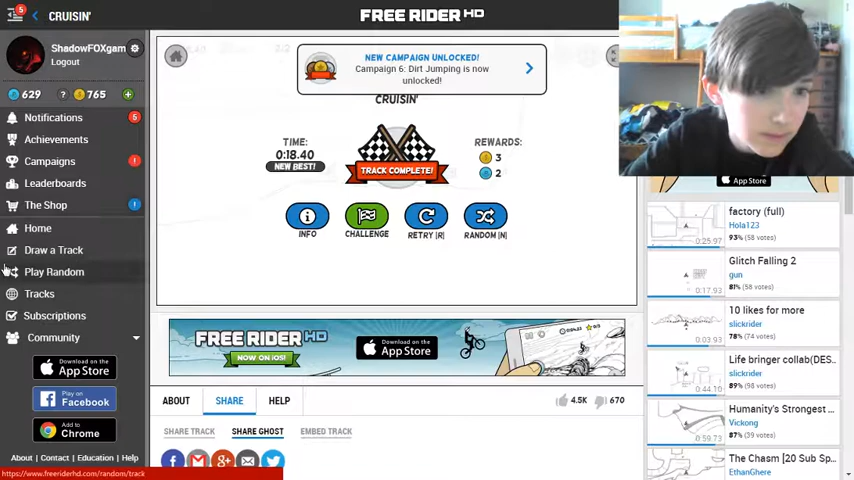 5
CRUISIN'
FREE RIDER HD
ShadowFOXgam
Logout
629
?
765
Notifications
5
Achievements
Campaigns
!
Leaderboards
The Shop
!
Home
Draw a Track
Play Random
Tracks
Subscriptions
Community
Download on the
App Store
Play on
Facebook
Add to
Chrome
About | Contact | Education | Help
https://www.freeriderhd.com/random/track
NEW CAMPAIGN UNLOCKED!
Campaign 6: Dirt Jumping is now
unlocked!
CRUISIN'
TIME:
0:18.40
NEW BEST!
TRACK COMPLETE!
REWARDS:
3
2
INFO
CHALLENGE
RETRY [R]
RANDOM [N]
FREE RIDER HD
NOW ON iOS!
Download on the
App Store
ABOUT
SHARE
HELP
4.5K
670
SHARE TRACK
SHARE GHOST
EMBED TRACK
App Store
factory (full)
Hola123
93% (58 votes)
0:25.97
Glitch Falling 2
gun
81% (58 votes)
0:17.93
10 likes for more
slickrider
78% (74 votes)
0:03.93
Life bringer collab(DES..
slickrider
89% (98 votes)
0:44.10
Humanity's Strongest ...
Vickong
87% (39 votes)
0:59.73
The Chasm [20 Sub Sp...
EthanGhere